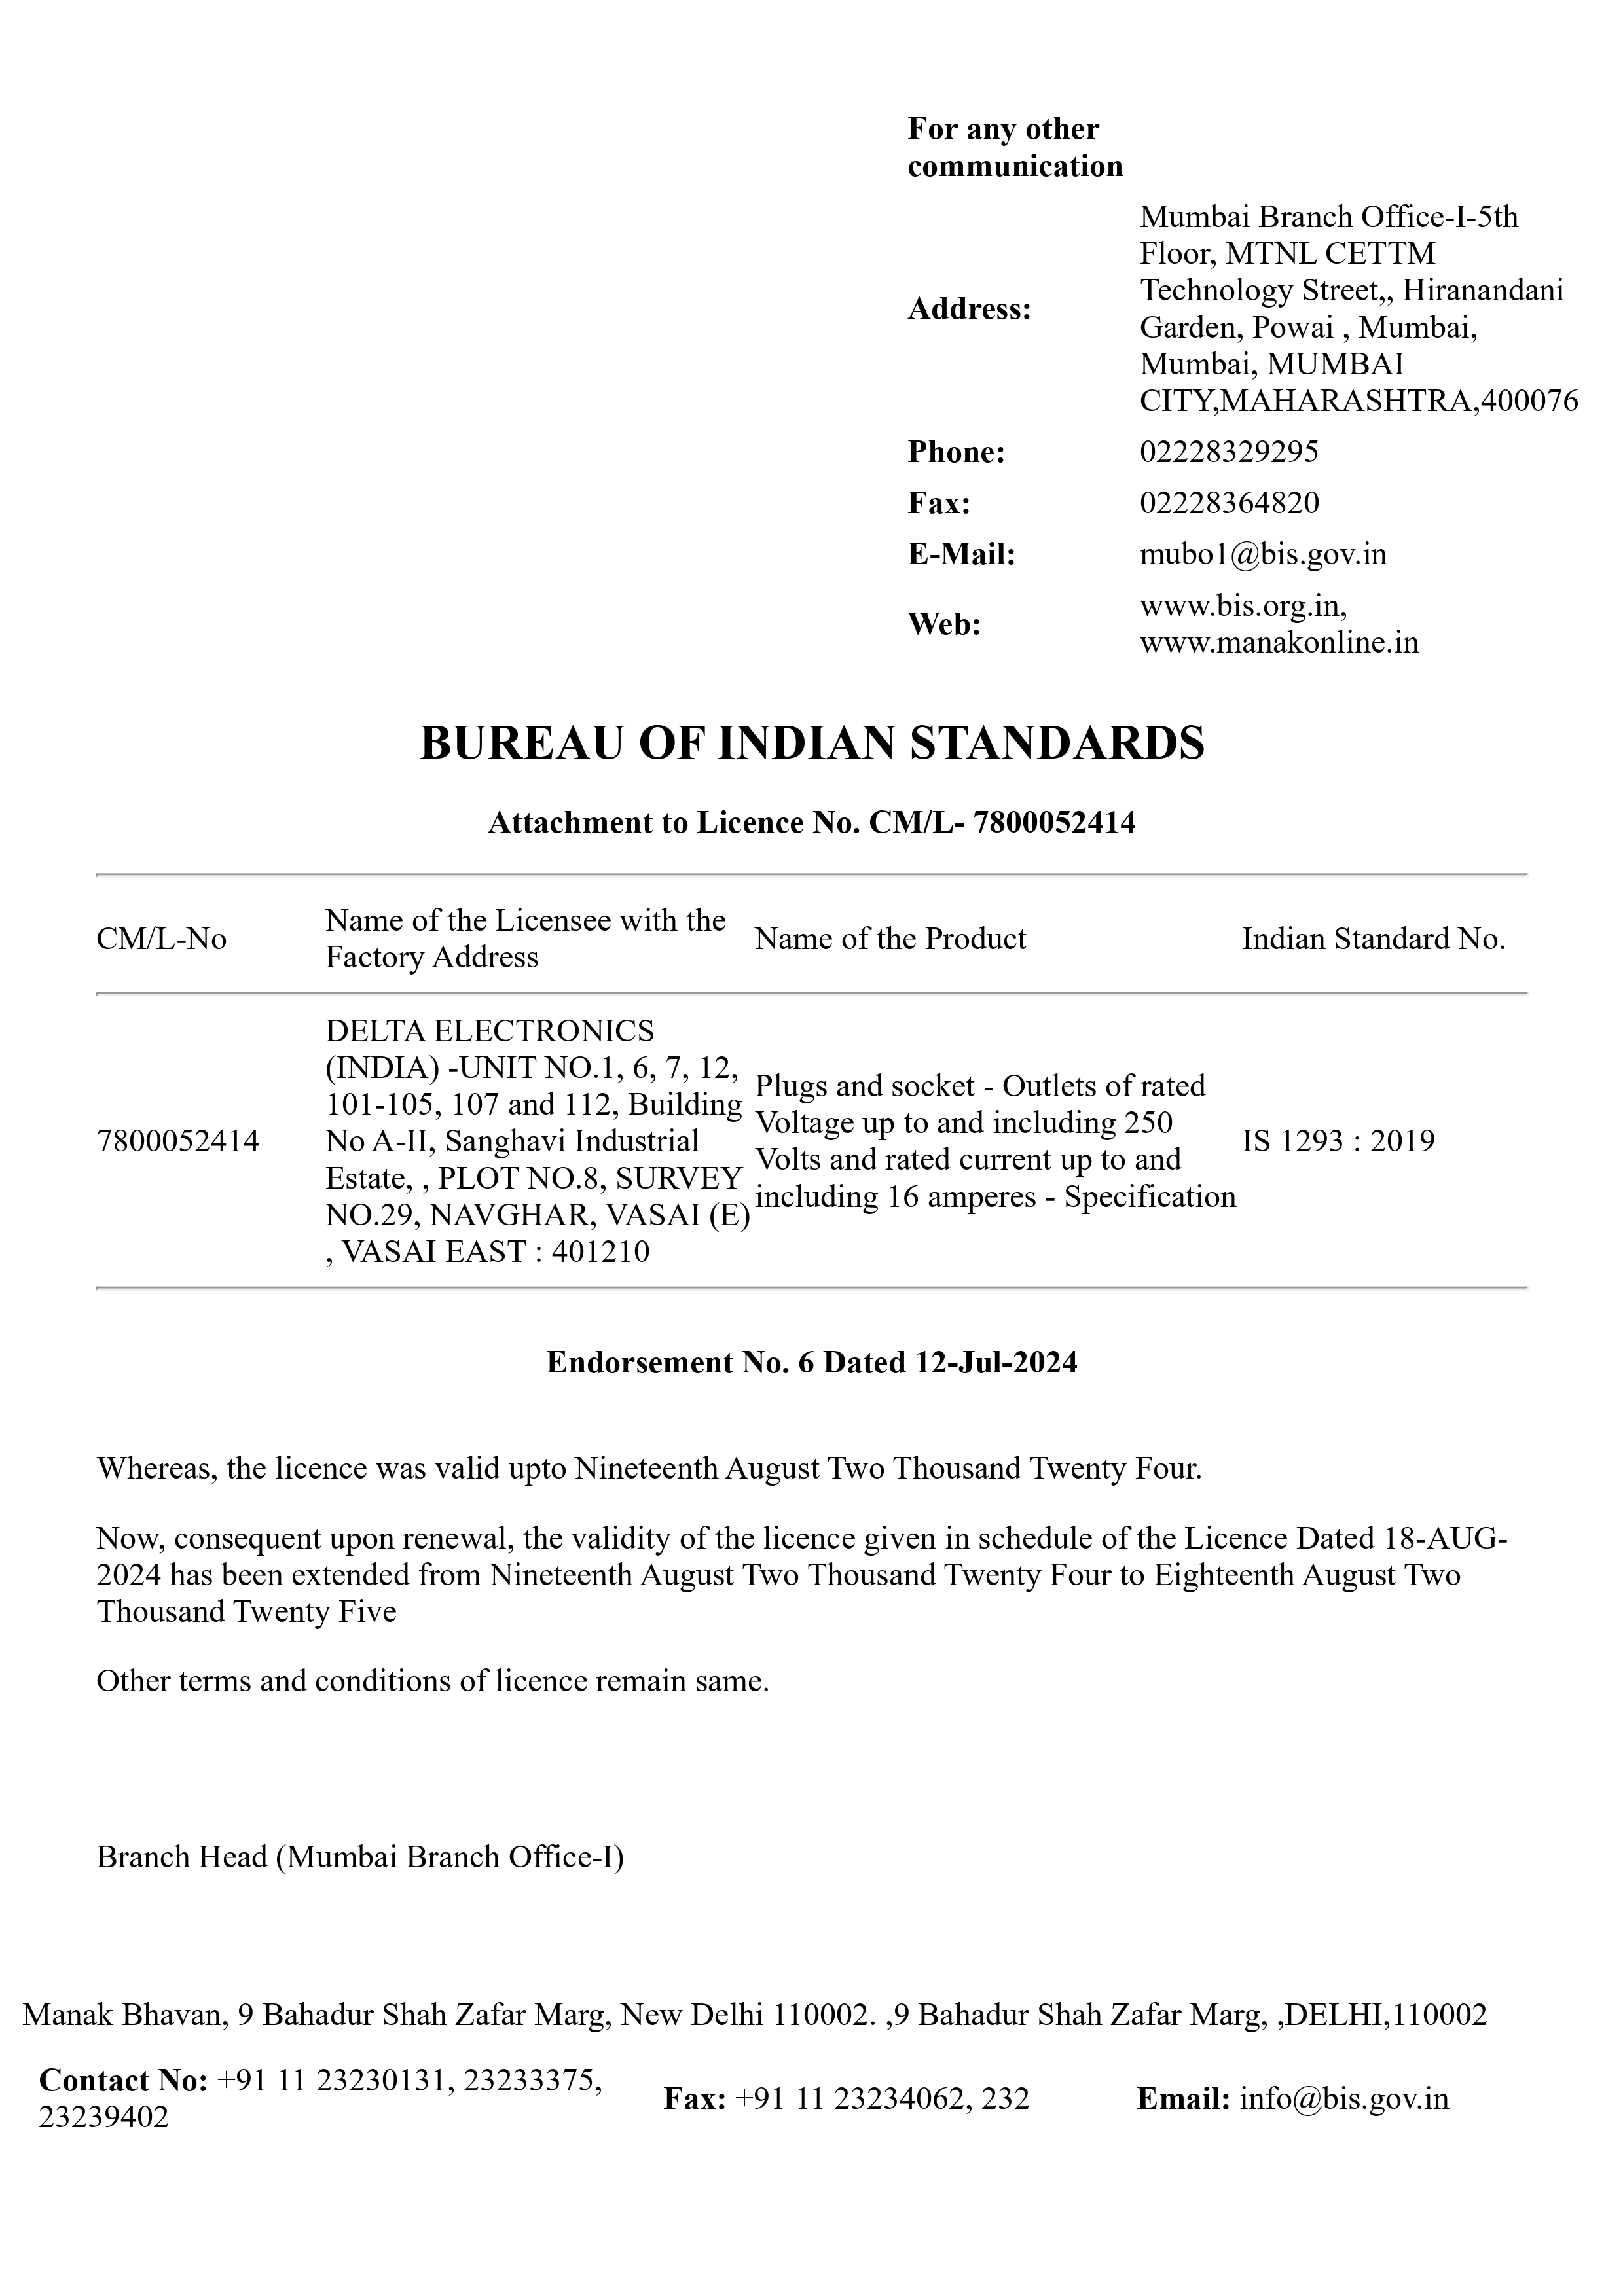 For any other
communication
Address:
Mumbai Branch Office-I-5th
Floor, MTNL CETTM
Technology Street,, Hiranandani
Garden, Powai , Mumbai,
Mumbai, MUMBAI
CITY,MAHARASHTRA,400076
Phone: 02228329295
Fax: 02228364820
E-Mail: mubo1@bis.gov.in
Web:
www.bis.org.in,
www.manakonline.in
BUREAU OF INDIAN STANDARDS
Attachment to Licence No. CM/L- 7800052414
CM/L-No
Name of the Licensee with the
Factory Address
Name of the Product
Indian Standard No.
7800052414
DELTA ELECTRONICS
(INDIA) -UNIT NO.1, 6, 7, 12,
101-105, 107 and 112, Building
No A-II, Sanghavi Industrial
Estate, , PLOT NO.8, SURVEY
NO.29, NAVGHAR, VASAI (E)
, VASAI EAST : 401210
Plugs and socket - Outlets of rated
Voltage up to and including 250
Volts and rated current up to and
including 16 amperes - Specification
IS 1293 : 2019
Endorsement No. 6 Dated 12-Jul-2024
Whereas, the licence was valid upto Nineteenth August Two Thousand Twenty Four.
Now, consequent upon renewal, the validity of the licence given in schedule of the Licence Dated 18-AUG-
2024 has been extended from Nineteenth August Two Thousand Twenty Four to Eighteenth August Two
Thousand Twenty Five
Other terms and conditions of licence remain same.
Branch Head (Mumbai Branch Office-I)
Manak Bhavan, 9 Bahadur Shah Zafar Marg, New Delhi 110002. ,9 Bahadur Shah Zafar Marg, ,DELHI,110002
Contact No: +91 11 23230131, 23233375,
23239402
Fax: +91 11 23234062, 232
Email: info@bis.gov.in